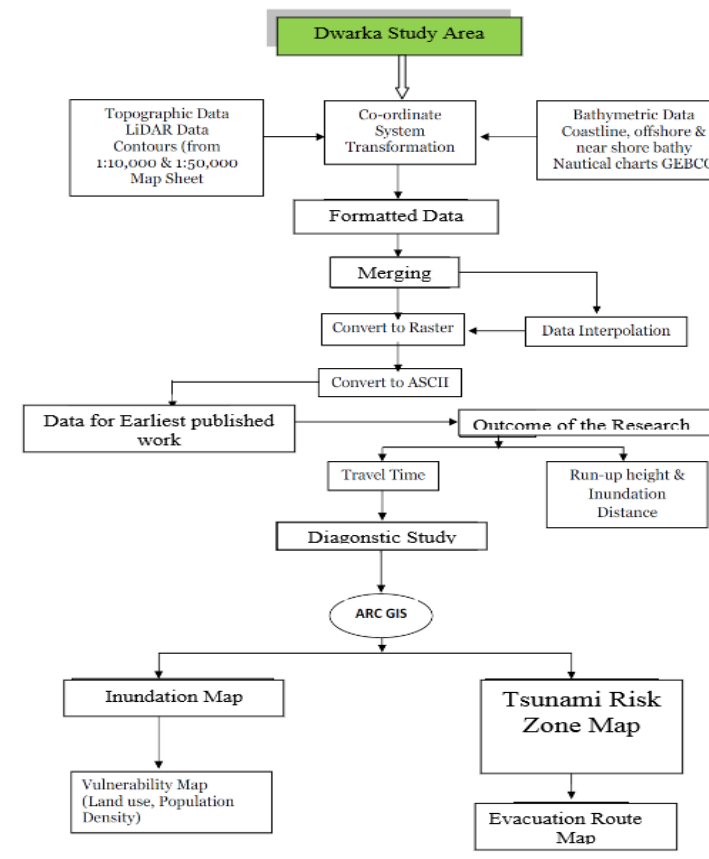 Dwarka Study Area
Topographic Data
LiDAR Data
Contours (from
1:10,000 & 1:50,000
Map Sheet
Co-ordinate
System
Transformation
Bathymetric Data
Coastline, offshore &
near shore bathy
Nautical charts GEBCO
Formatted Data
Merging
Convert to Raster
Data Interpolation
Convert to ASCII
Data for Earliest published
work
Outcome of the Research
Travel Time
Run-up height &
Inundation
Distance
Diagonstic Study
ARC GIS
Inundation Map
Tsunami Risk
Zone Map
Vulnerability Map
(Land use, Population
Density)
Evacuation Route
Map